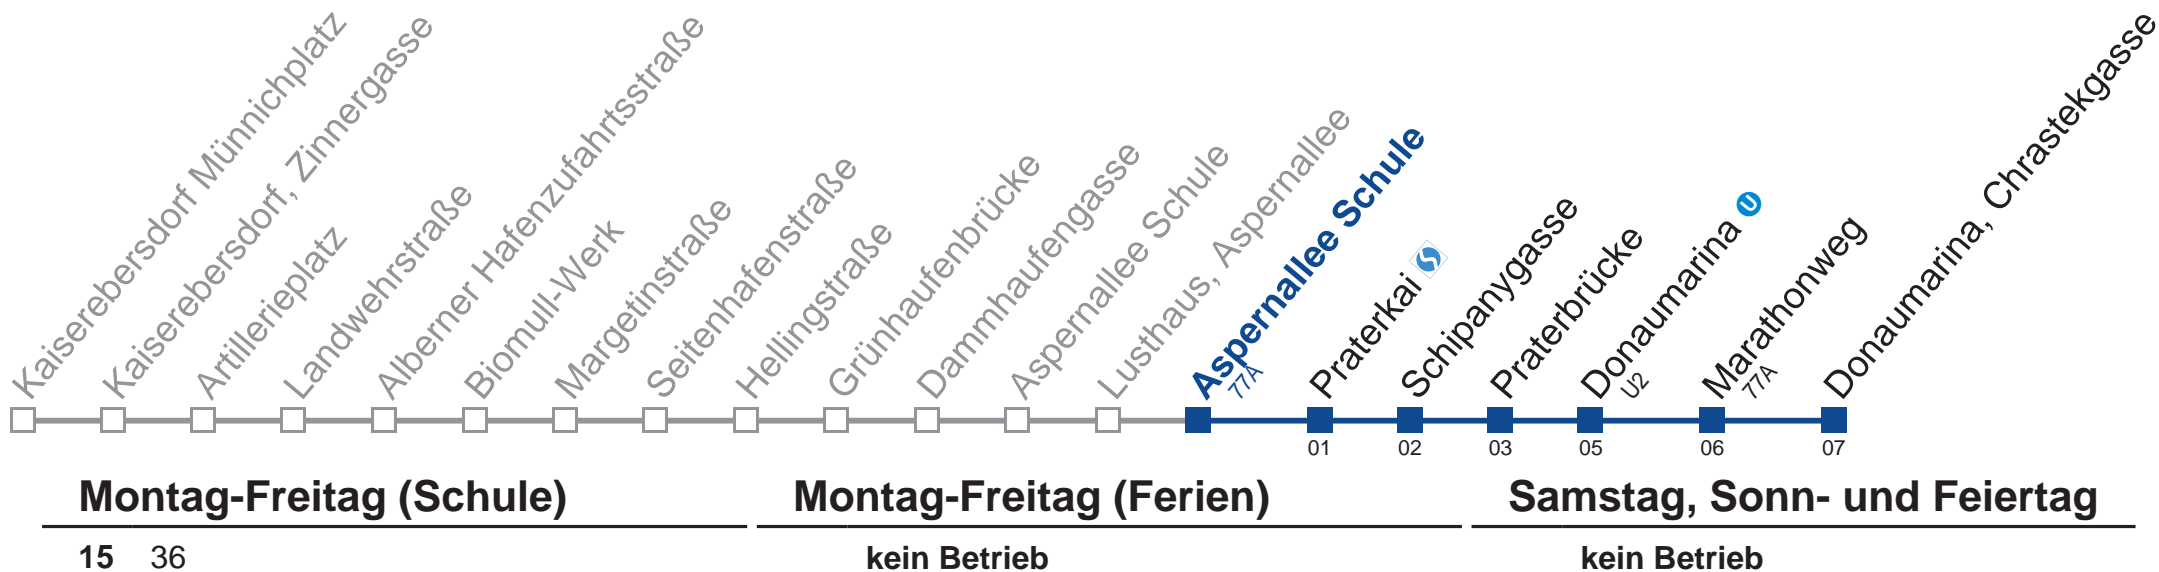 Kaiserebersdorf Münnichplatz
Kaiserebersdorf, Zinnergasse
Artillerieplatz
Landwehrstraße
Alberner Hafenzufahrtsstraße
Biomull-Werk
Margetinstraße
Seitenhafenstraße
Hellingstraße
Grünhaufenbrücke
Dammhaufengasse
Aspernallee Schule
Lusthaus, Aspernallee
Aspernallee Schule
77A
Praterkai
Schipanygasse
Praterbrücke
Donaumarina U
U2
Marathonweg
77A
Donaumarina, Chrastekgasse
01 02 03 05 06 07
Montag-Freitag (Schule) Montag-Freitag (Ferien) Samstag, Sonn- und Feiertag
15 36 kein Betrieb kein Betrieb